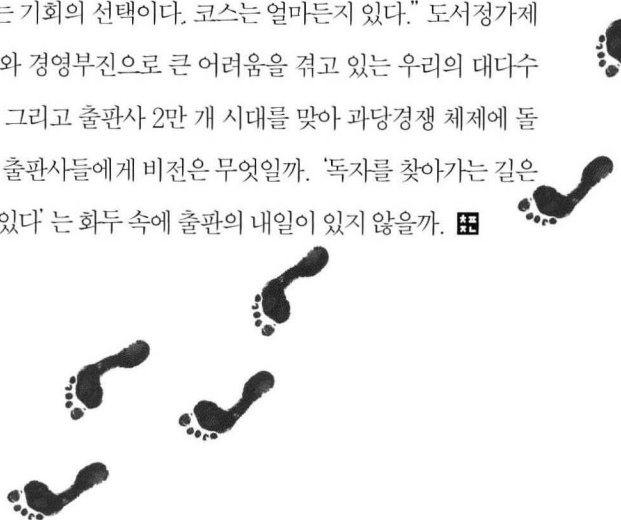 는 기회의 선택이다. 코스는 얼마든지 있다.” 도서정가제
와 경영부진으로 큰 어려움을 겪고 있는 우리의 대다수
그리고 출판사 2만 개 시대를 맞아 과당경쟁 체제에 돌
출판사들에게 비전은 무엇일까. ‘독자를 찾아가는 길은
있다’는 화두 속에 출판의 내일이 있지 않을까.